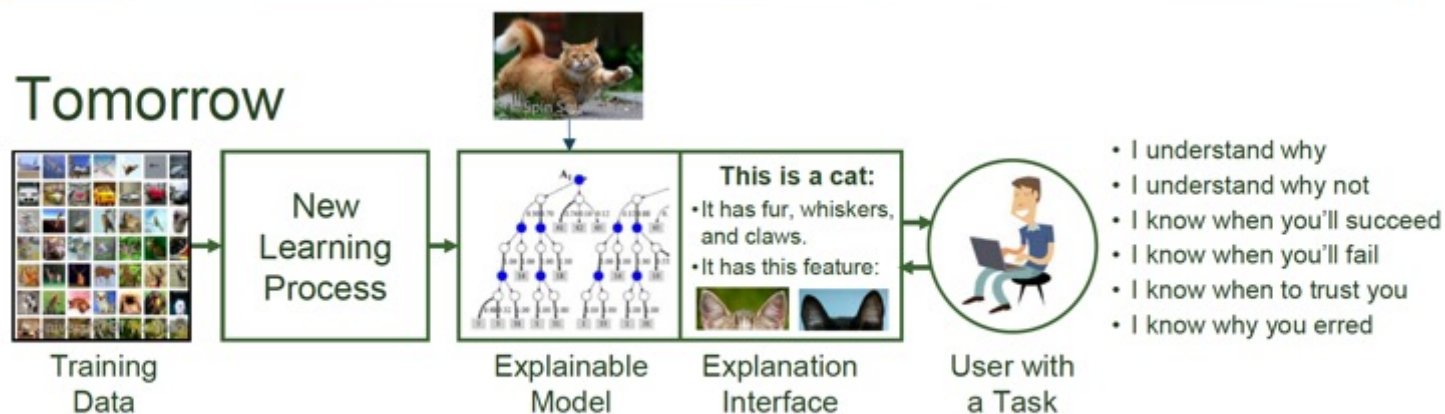 Tomorrow
New
Learning
Process
This is a cat:
•It has fur, whiskers,
and claws.
•It has this feature:
• I understand why
• I understand why not
• I know when you'll succeed
• I know when you'll fail
• I know when to trust you
• I know why you erred
Training
Data
Explainable
Model
Explanation
Interface
User with
a Task